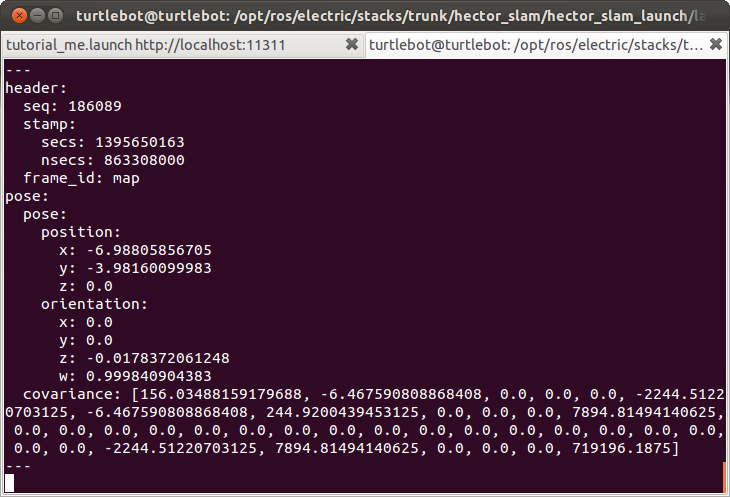 turtlebot@turtlebot: /opt/ros/electric/stacks/trunk/hector_slam/hector_slam_launch/la
tutorial_me.launch http://localhost:11311
turtlebot@turtlebot: /opt/ros/electric/stacks/t...
---
header:
  seq: 186089
  stamp:
    secs: 1395650163
    nsecs: 863308000
  frame_id: map
pose:
  pose:
    position:
      x: -6.98805856705
      y: -3.98160099983
      z: 0.0
    orientation:
      x: 0.0
      y: 0.0
      z: -0.0178372061248
      w: 0.999840904383
  covariance: [156.03488159179688, -6.467590808868408, 0.0, 0.0, 0.0, -2244.5122
0703125, -6.467590808868408, 244.9200439453125, 0.0, 0.0, 0.0, 7894.81494140625,
 0.0, 0.0, 0.0, 0.0, 0.0, 0.0, 0.0, 0.0, 0.0, 0.0, 0.0, 0.0, 0.0, 0.0, 0.0, 0.0,
 0.0, 0.0, -2244.51220703125, 7894.81494140625, 0.0, 0.0, 0.0, 719196.1875]
---